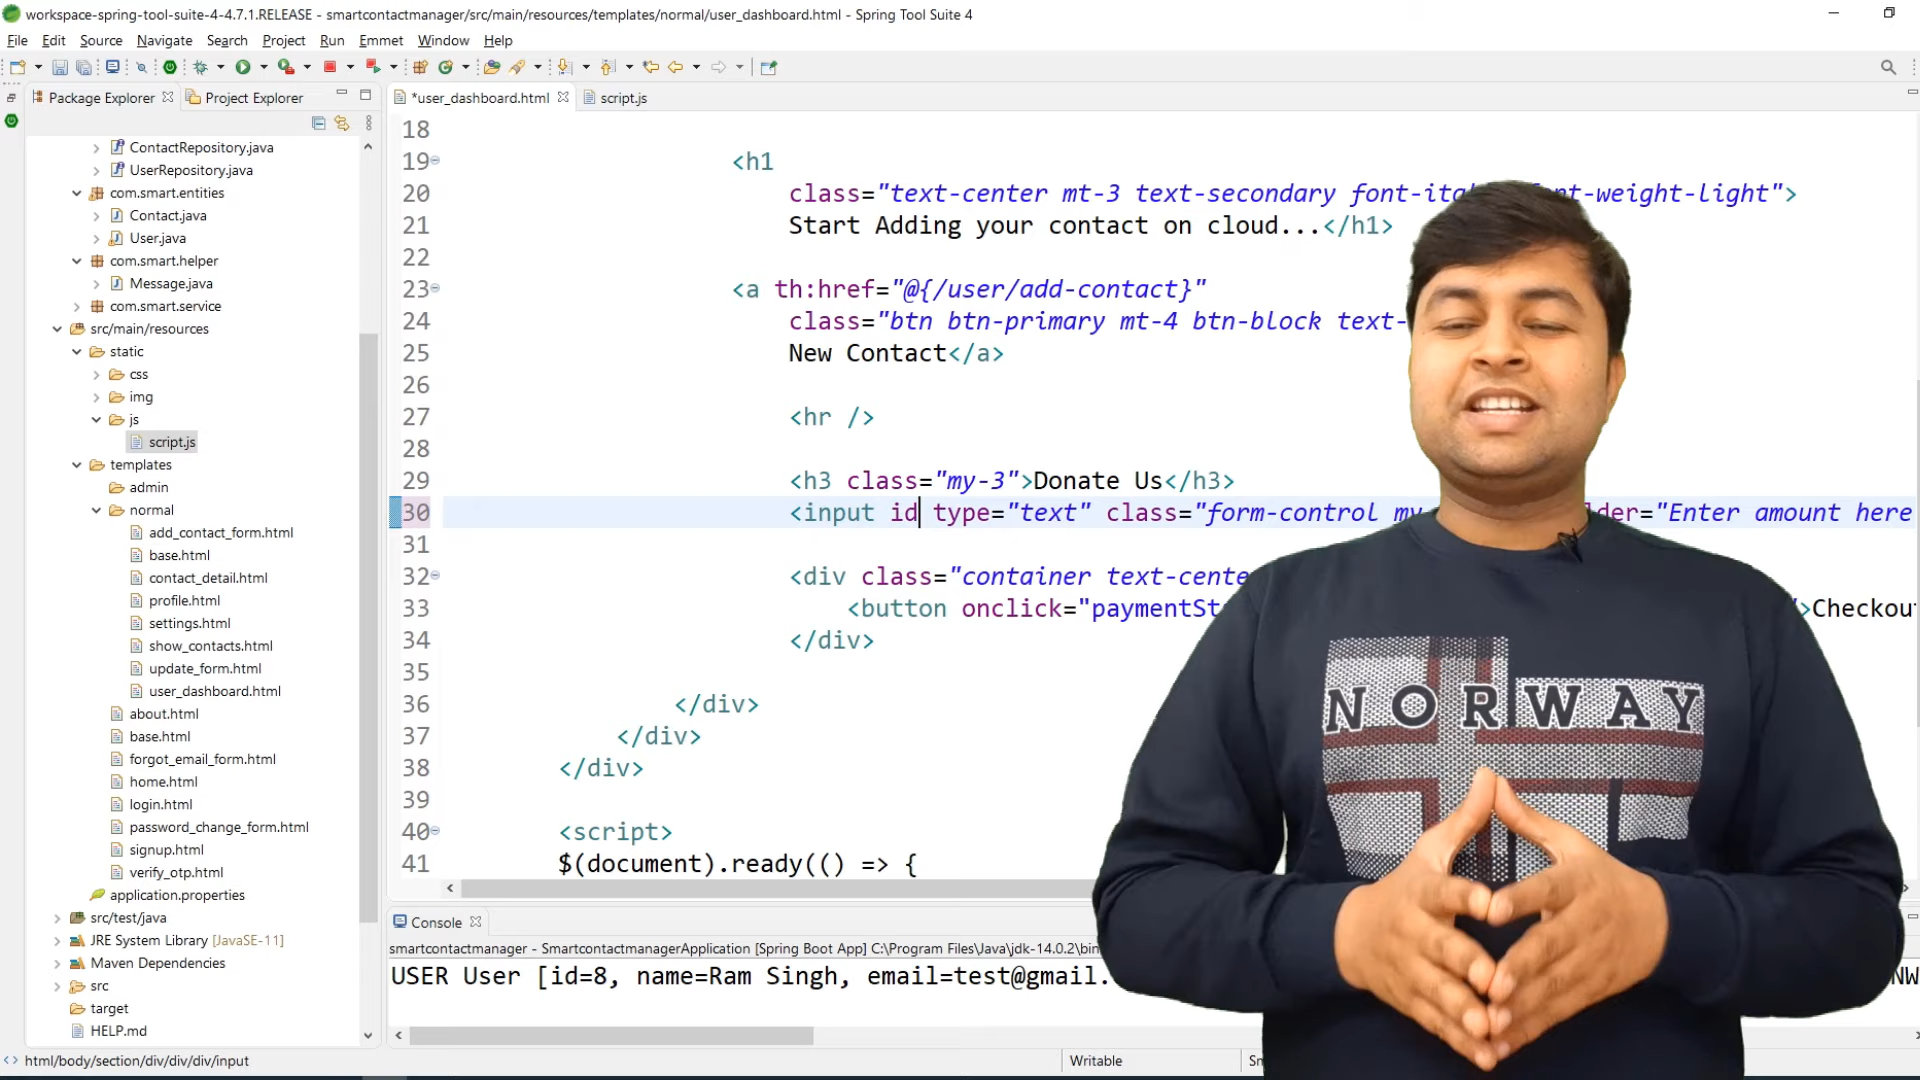 workspace-spring-tool-suite-4-4.7.1.RELEASE - smartcontactmanager/src/main/resources/templates/normal/user_dashboard.html - Spring Tool Suite 4
File Edit Source Navigate Search Project Run Emmet Window Help
Package Explorer Project Explorer
ContactRepository.java
UserRepository.java
com.smart.entities
Contact.java
User.java
com.smart.helper
Message.java
com.smart.service
src/main/resources
static
css
img
js
script.js
templates
admin
normal
add_contact_form.html
base.html
contact_detail.html
profile.html
settings.html
show_contacts.html
update_form.html
user_dashboard.html
about.html
base.html
forgot_email_form.html
home.html
login.html
password_change_form.html
signup.html
verify_otp.html
application.properties
src/test/java
JRE System Library [JavaSE-11]
Maven Dependencies
src
target
HELP.md
*user_dashboard.html script.js
18
19 <h1
20 class="text-center mt-3 text-secondary font-ital font-weight-light">
21 Start Adding your contact on cloud...</h1>
22
23 <a th:href="@{/user/add-contact}"
24 class="btn btn-primary mt-4 btn-block text-
25 New Contact</a>
26
27 <hr />
28
29 <h3 class="my-3">Donate Us</h3>
30 <input id type="text" class="form-control my lder="Enter amount here
31
32 <div class="container text-cente
33 <button onclick="paymentSt ">Checkout
34 </div>
35
36 </div>
37 </div>
38 </div>
39
40 <script>
41 $(document).ready(() => {
Console
smartcontactmanager - SmartcontactmanagerApplication [Spring Boot App] C:\Program Files\Java\jdk-14.0.2\bin
USER User [id=8, name=Ram Singh, email=test@gmail. NW
html/body/section/div/div/div/input Writable Sm
NORWAY